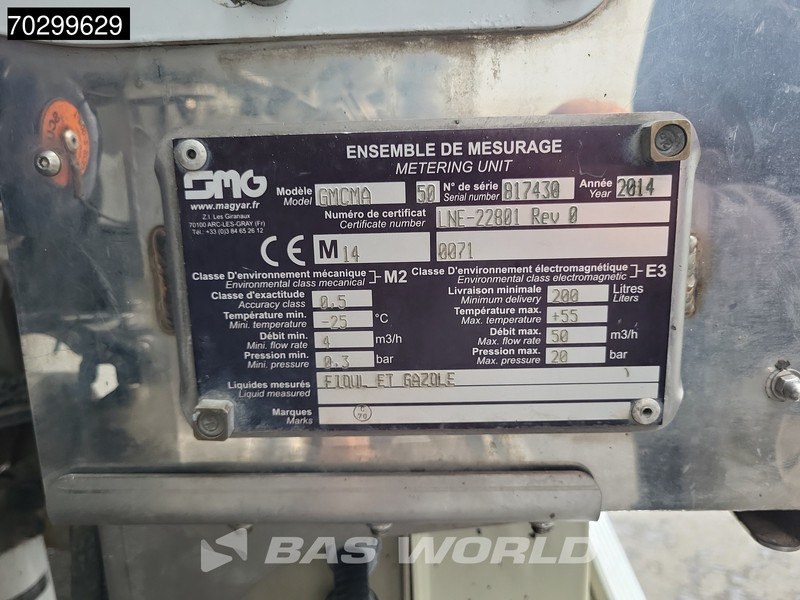 70299629
ENSEMBLE DE MESURAGE
METERING UNIT
SMG
www.magyar.fr
Z.I. Les Giranaux
70100 ARC-LES-GRAY (Fr)
Tél.: +33 (0)3 84 65 26 12
Modèle GMCMA 50 N° de série 817430 Année 2014
Model Serial number Year
Numéro de certificat LNE-22801 Rev 0
Certificate number
CE M 14 0071
Classe D'environnement mécanique M2 Classe D'environnement électromagnétique E3
Environmental class mecanical Environmental class electromagnetic
Classe d'exactitude 0.5 Livraison minimale 200 Litres
Accuracy class Minimum delivery Liters
Température min. -25 °C Température max. +55
Mini. temperature Max. temperature
Débit min. 4 m3/h Débit max. 50 m3/h
Mini. flow rate Max. flow rate
Pression min. 0.3 bar Pression max. 20 bar
Mini. pressure Max. pressure
Liquides mesurés FIOUL ET GAZOLE
Liquid measured
Marques
Marks
BAS WORLD